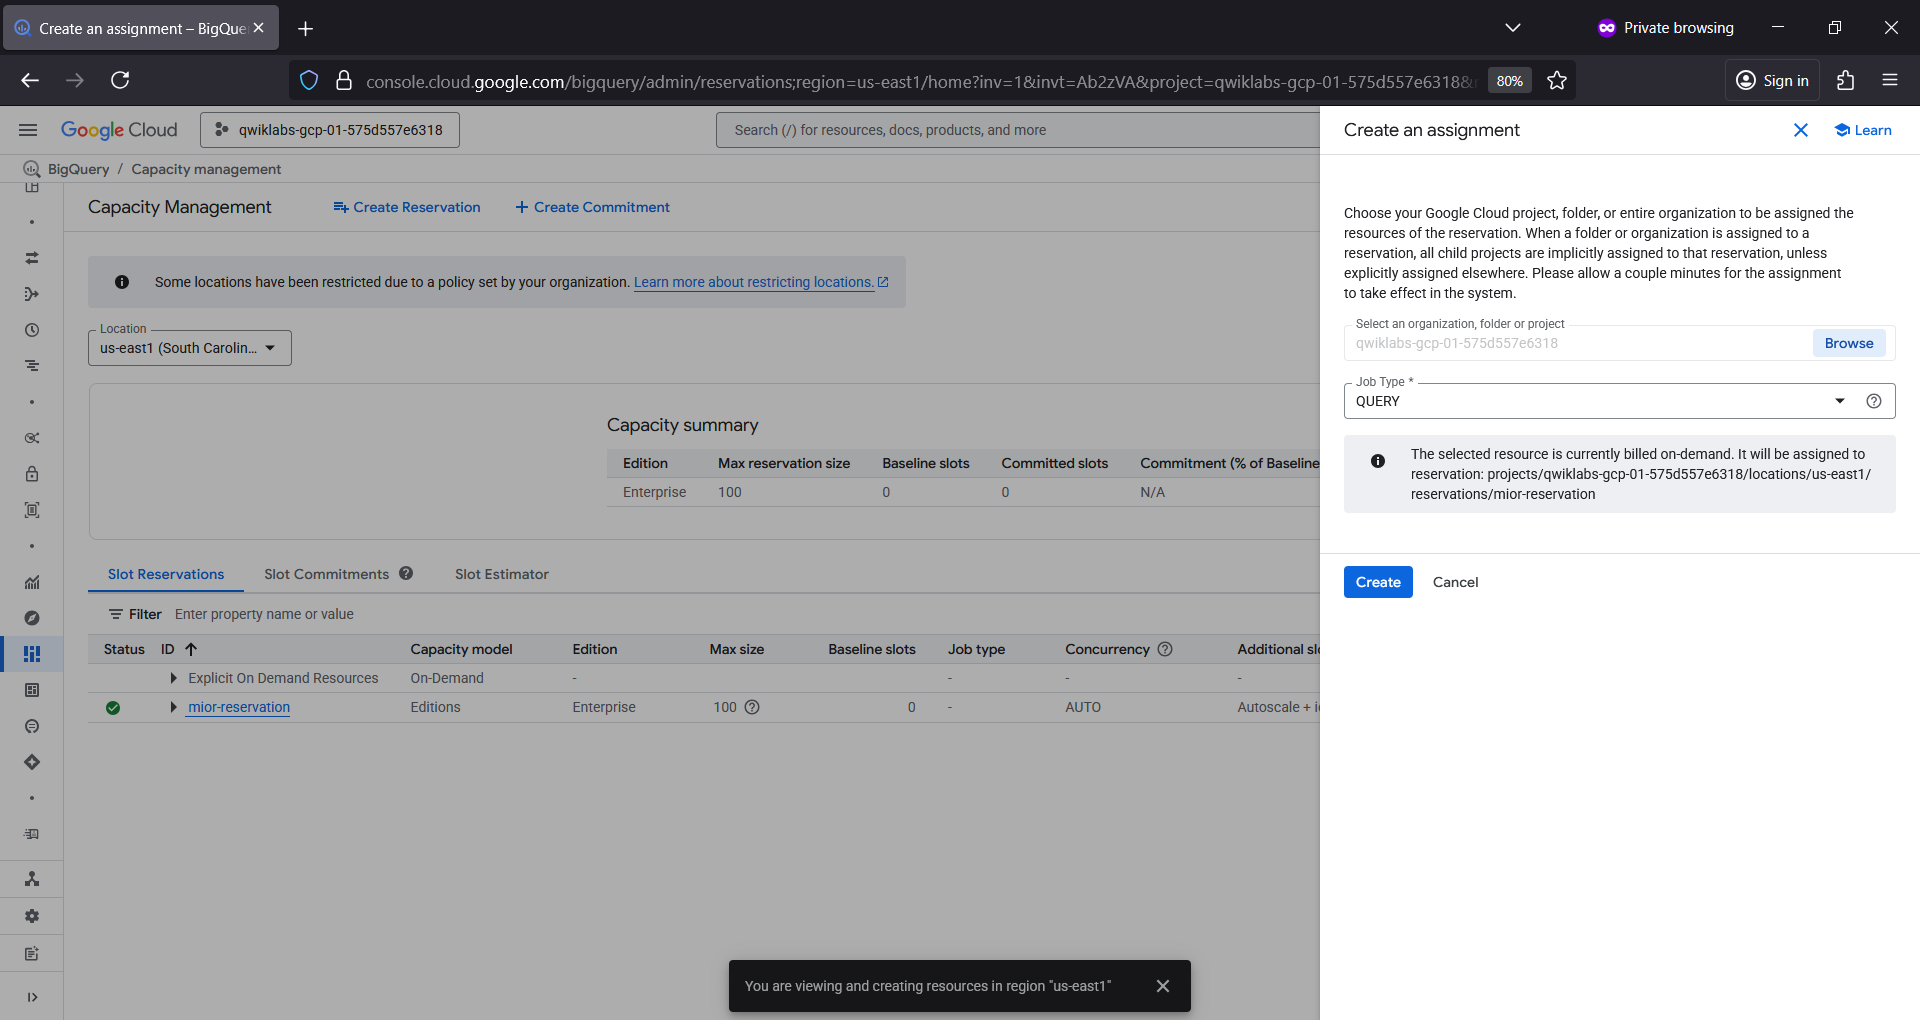 Create an assignment – BigQue
Private browsing
console.cloud.google.com/bigquery/admin/reservations;region=us-east1/home?inv=1&invt=Ab2zVA&project=qwiklabs-gcp-01-575d557e6318&
80%
Sign in
Google Cloud
qwiklabs-gcp-01-575d557e6318
Search (/) for resources, docs, products, and more
BigQuery / Capacity management
Capacity Management
Create Reservation
Create Commitment
Some locations have been restricted due to a policy set by your organization. Learn more about restricting locations.
Location
us-east1 (South Carolin...
Capacity summary
Edition Max reservation size Baseline slots Committed slots Commitment (% of Baseline
Enterprise 100 0 0 N/A
Slot Reservations Slot Commitments Slot Estimator
Filter Enter property name or value
Status ID Capacity model Edition Max size Baseline slots Job type Concurrency Additional slo
Explicit On Demand Resources On-Demand - - - -
mior-reservation Editions Enterprise 100 0 - AUTO Autoscale + i
You are viewing and creating resources in region "us-east1"
Create an assignment
Learn
Choose your Google Cloud project, folder, or entire organization to be assigned the
resources of the reservation. When a folder or organization is assigned to a
reservation, all child projects are implicitly assigned to that reservation, unless
explicitly assigned elsewhere. Please allow a couple minutes for the assignment
to take effect in the system.
Select an organization, folder or project
qwiklabs-gcp-01-575d557e6318
Browse
Job Type *
QUERY
The selected resource is currently billed on-demand. It will be assigned to
reservation: projects/qwiklabs-gcp-01-575d557e6318/locations/us-east1/
reservations/mior-reservation
Create
Cancel